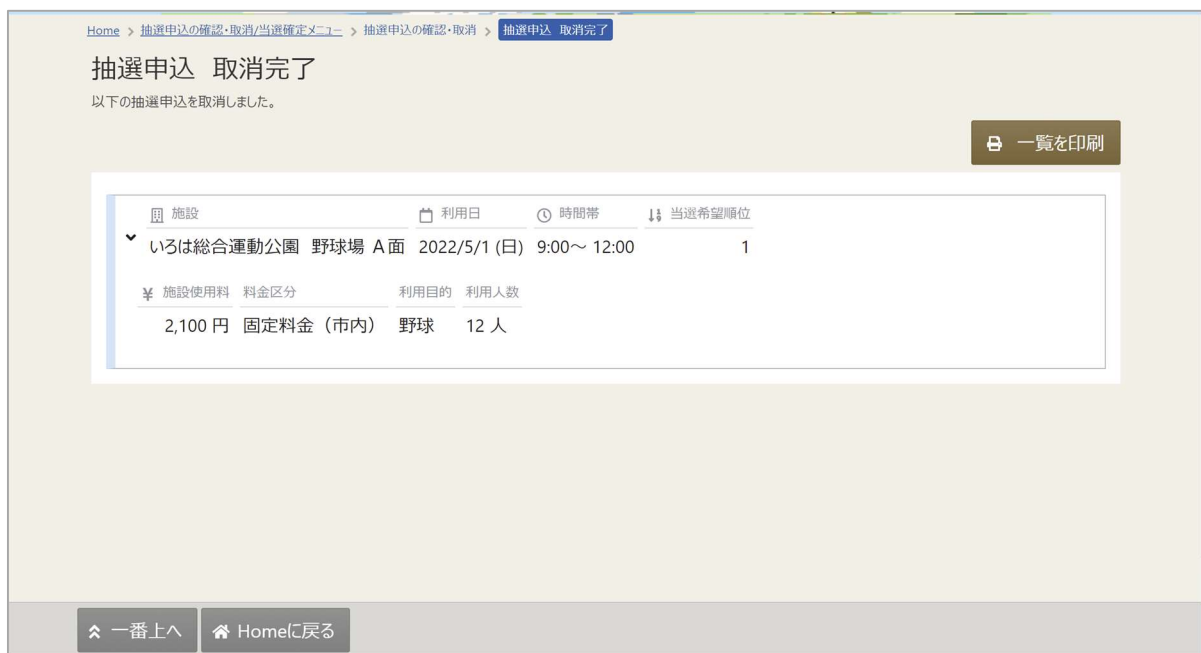 Home > 抽選申込の確認・取消/当選確定メニュー > 抽選申込の確認・取消 > 抽選申込　取消完了
抽選申込　取消完了
以下の抽選申込を取消しました。
一覧を印刷
施設 利用日 時間帯 当選希望順位
いろは総合運動公園　野球場 A面 2022/5/1 (日) 9:00～ 12:00 1
¥ 施設使用料 料金区分 利用目的 利用人数
2,100 円 固定料金（市内） 野球 12 人
一番上へ Homeに戻る